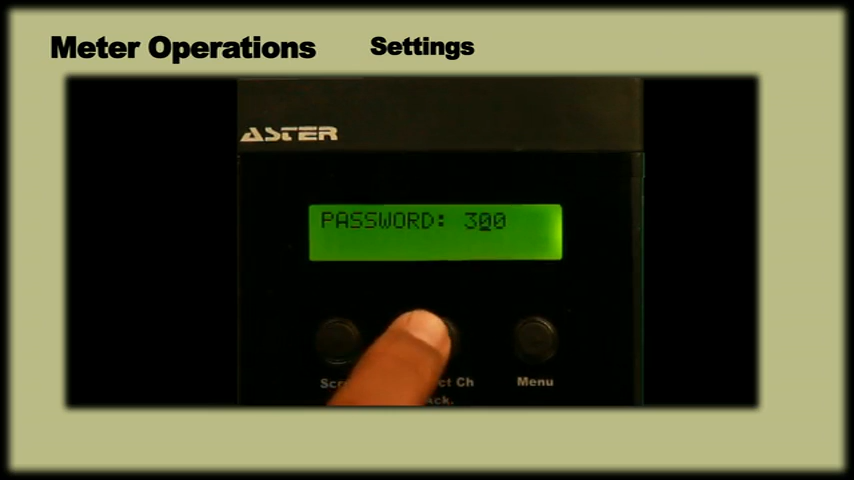 Meter Operations
Settings
ASTER
PASSWORD: 300
Menu